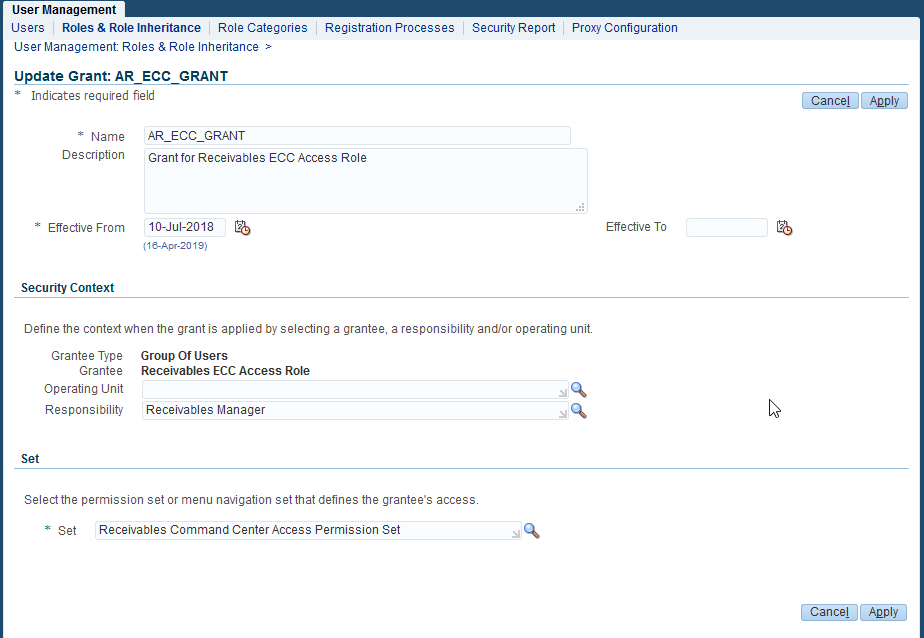 User Management
Users Roles & Role Inheritance Role Categories Registration Processes Security Report Proxy Configuration
User Management: Roles & Role Inheritance >
Update Grant: AR_ECC_GRANT
* Indicates required field
Cancel Apply
* Name AR_ECC_GRANT
Description Grant for Receivables ECC Access Role
* Effective From 10-Jul-2018 Effective To
(16-Apr-2019)
Security Context
Define the context when the grant is applied by selecting a grantee, a responsibility and/or operating unit.
Grantee Type Group Of Users
Grantee Receivables ECC Access Role
Operating Unit
Responsibility Receivables Manager
Set
Select the permission set or menu navigation set that defines the grantee's access.
* Set Receivables Command Center Access Permission Set
Cancel Apply